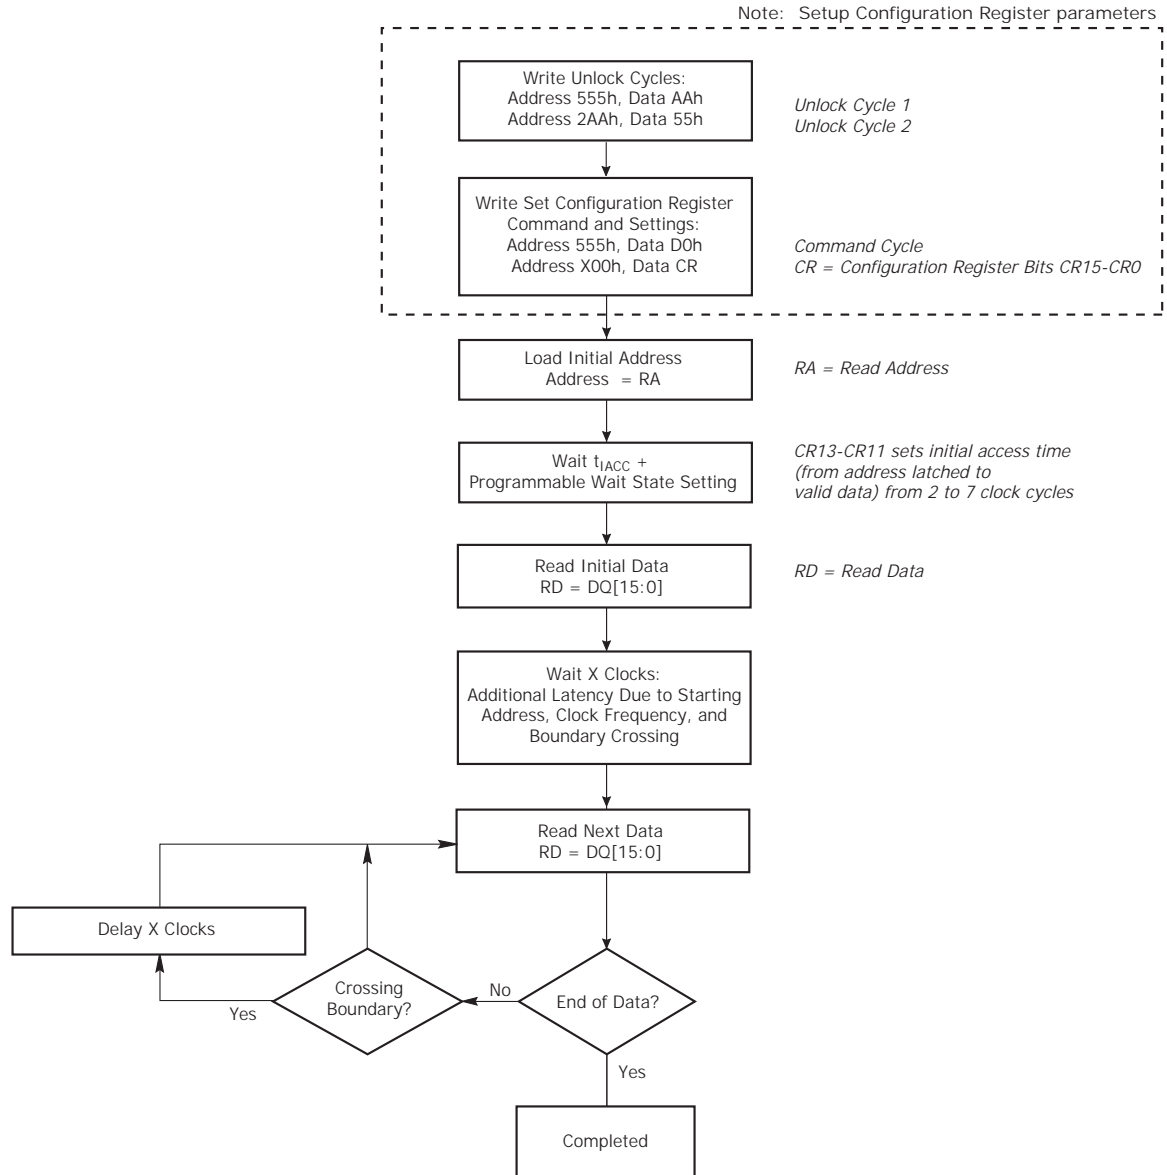 Note: Setup Configuration Register parameters
Write Unlock Cycles:
Address 555h, Data AAh
Address 2AAh, Data 55h
Unlock Cycle 1
Unlock Cycle 2
Write Set Configuration Register
Command and Settings:
Address 555h, Data D0h
Address X00h, Data CR
Command Cycle
CR = Configuration Register Bits CR15-CR0
Load Initial Address
Address = RA
RA = Read Address
Wait tIACC +
Programmable Wait State Setting
CR13-CR11 sets initial access time
(from address latched to
valid data) from 2 to 7 clock cycles
Read Initial Data
RD = DQ[15:0]
RD = Read Data
Wait X Clocks:
Additional Latency Due to Starting
Address, Clock Frequency, and
Boundary Crossing
Read Next Data
RD = DQ[15:0]
Delay X Clocks
Crossing
Boundary?
Yes
No
End of Data?
Yes
Completed